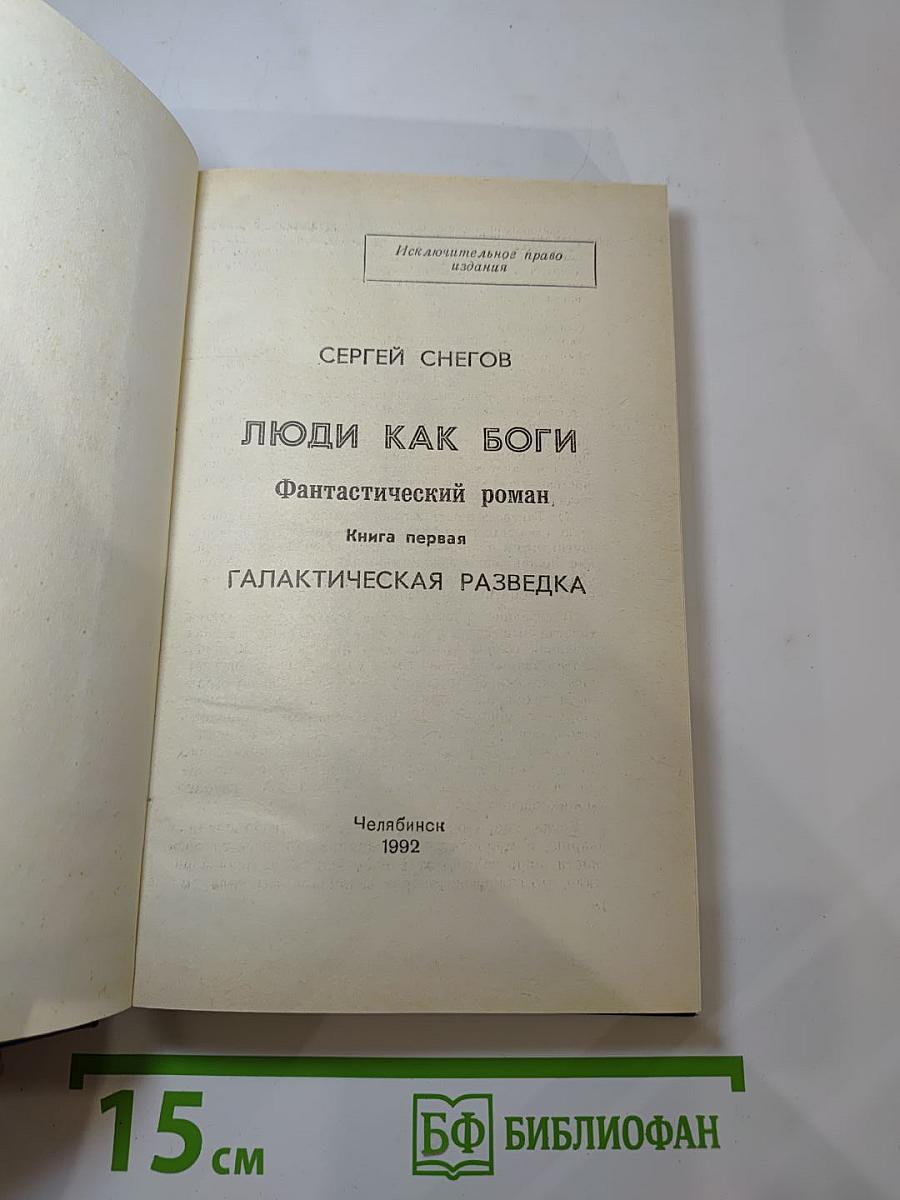 Исключительное право
издания
СЕРГЕЙ СНЕГОВ
ЛЮДИ КАК БОГИ
Фантастический роман
Книга первая
ГАЛАКТИЧЕСКАЯ РАЗВЕДКА
Челябинск
1992
15 см
БФ БИБЛИОФАН